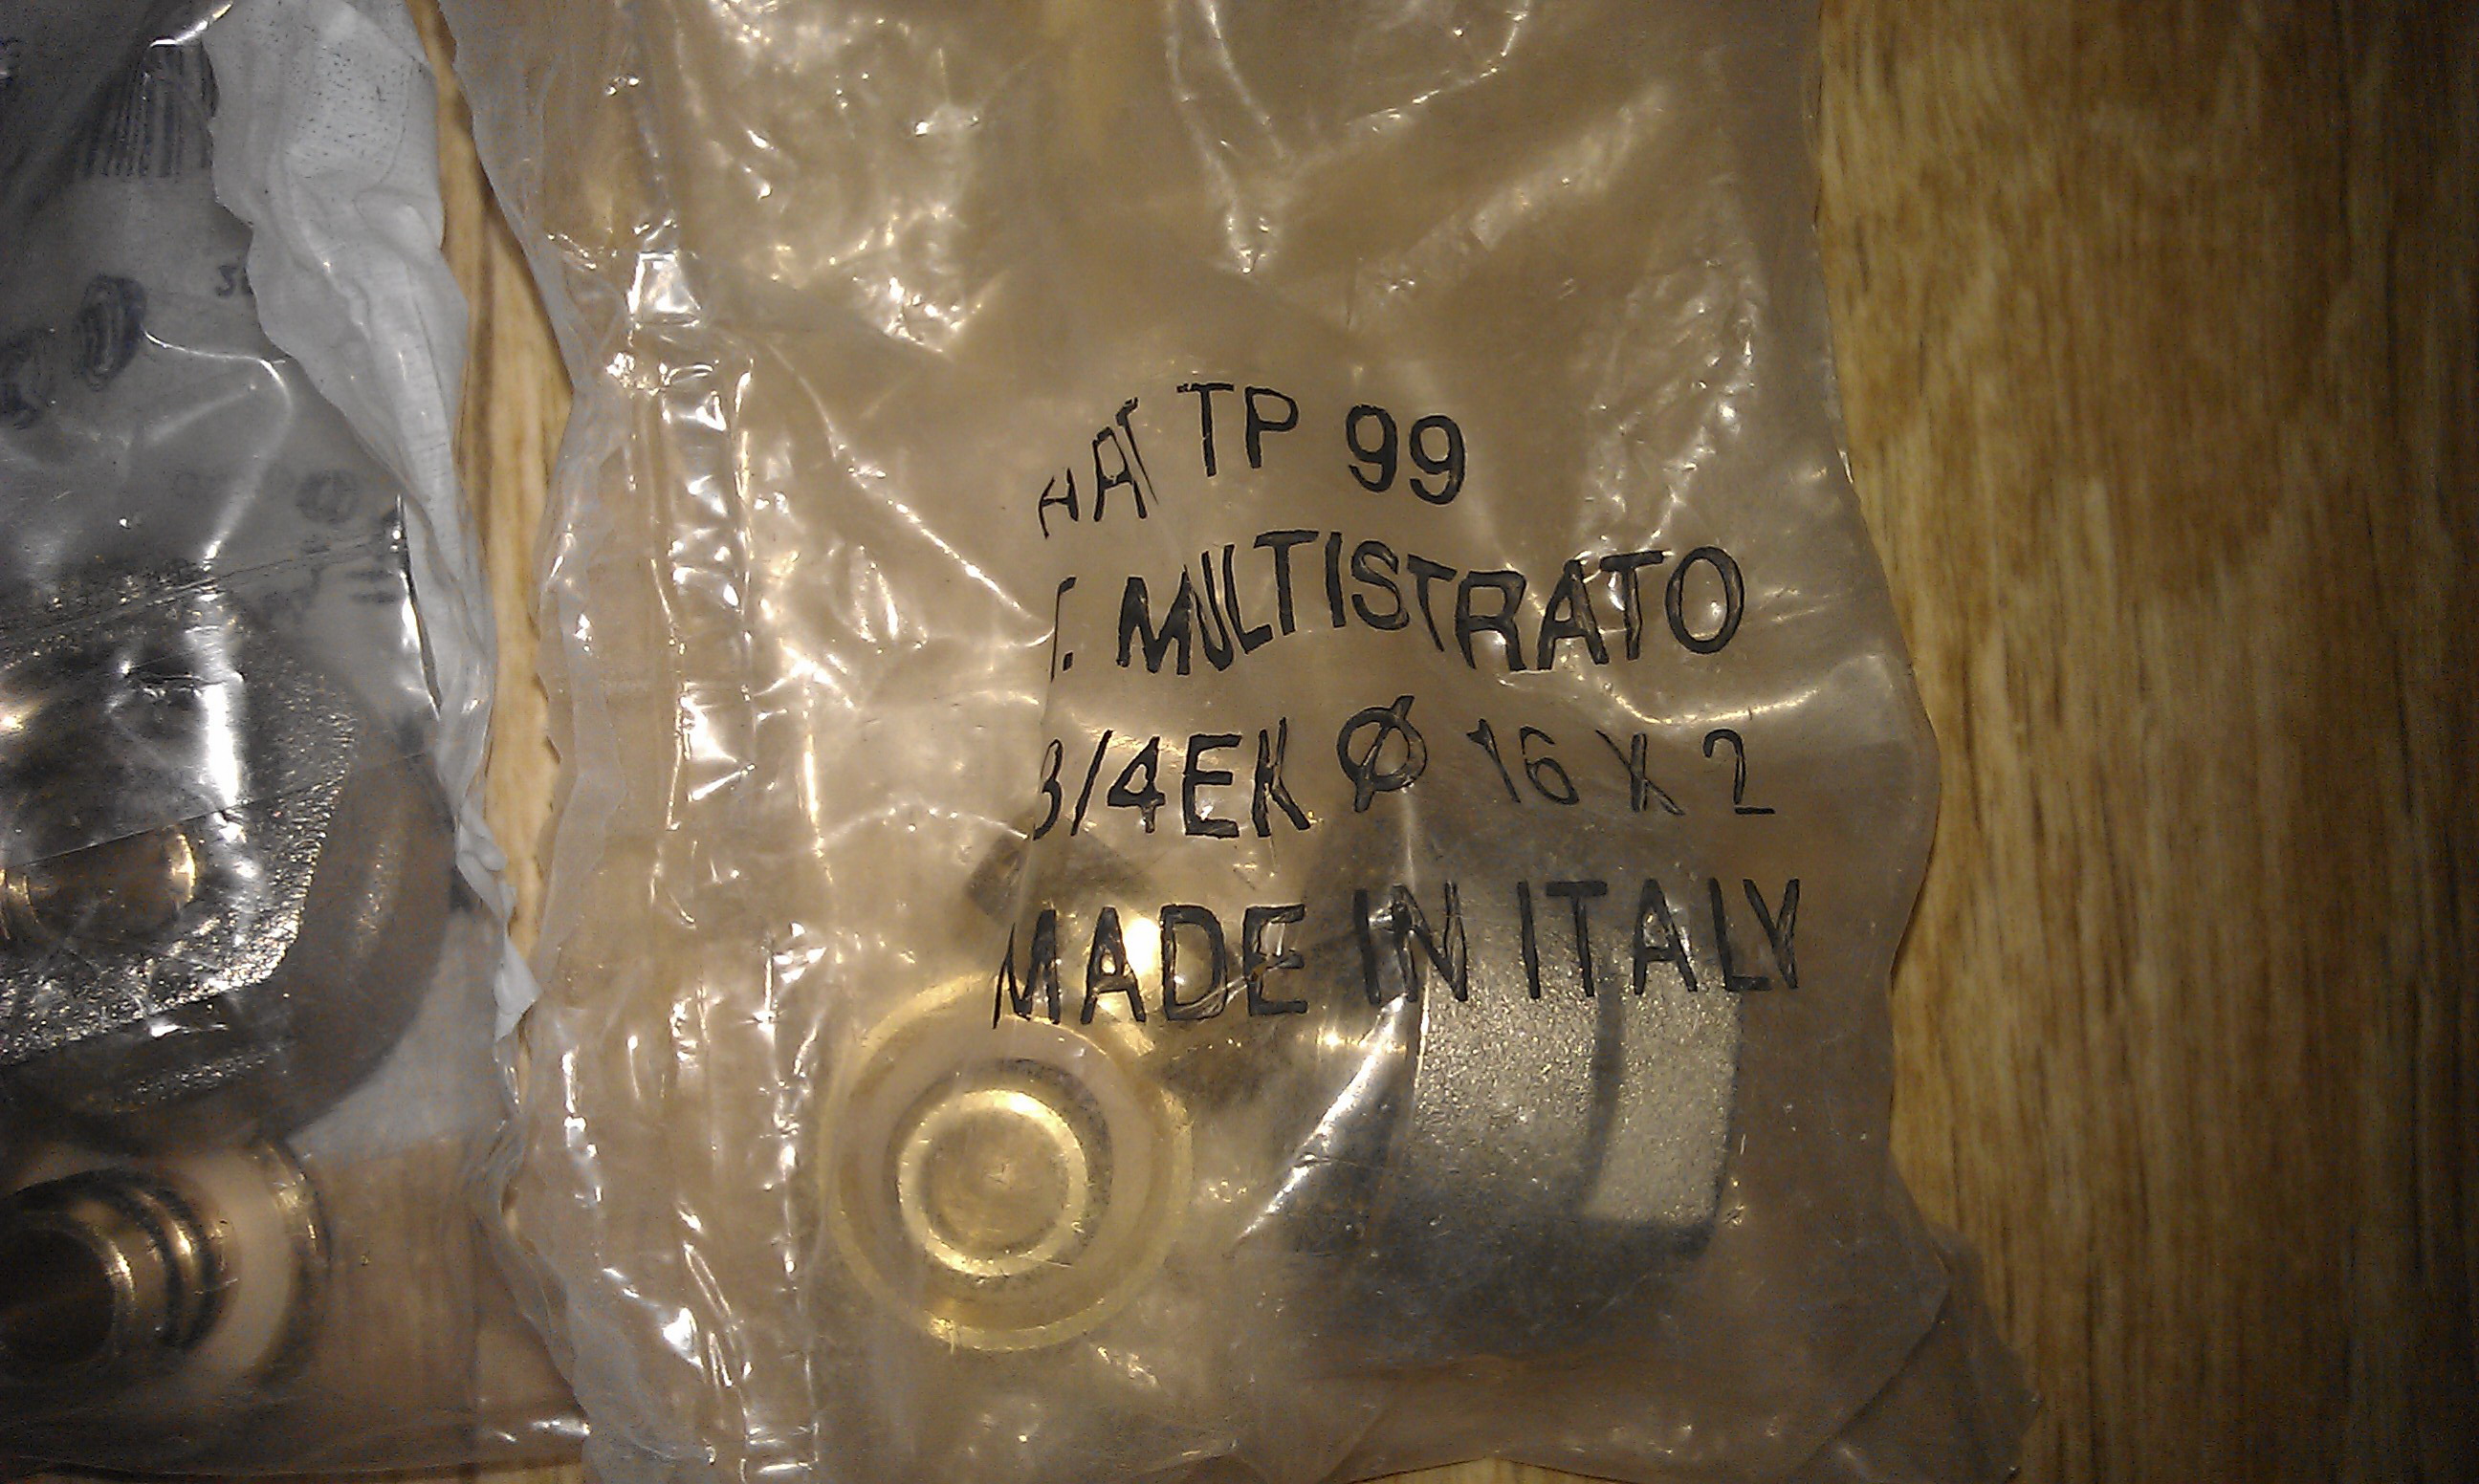 TP 99
MULTISTRATO
3/4EK Ø 16 X 2
MADE IN ITALY